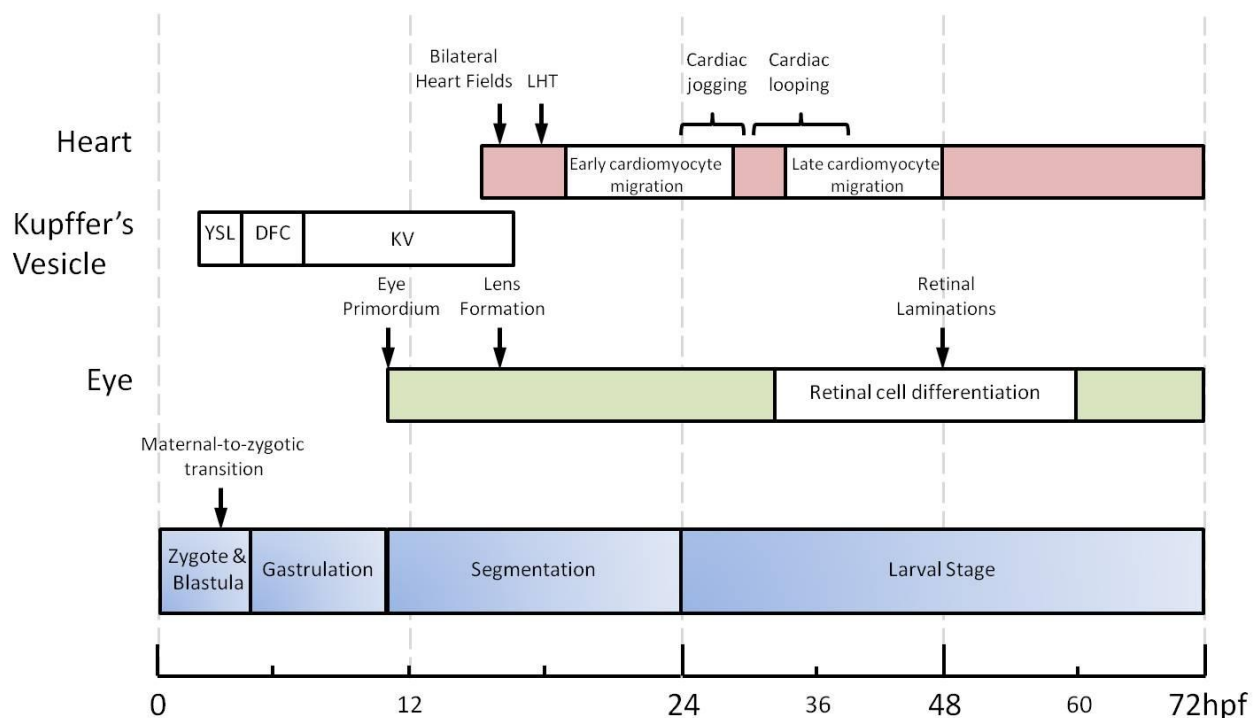 Bilateral
Heart Fields
LHT
Cardiac
jogging
Cardiac
looping
Heart
Early cardiomyocyte
migration
Late cardiomyocyte
migration
Kupffer's
Vesicle
YSL
DFC
KV
Eye
Primordium
Lens
Formation
Retinal
Laminations
Eye
Retinal cell differentiation
Maternal-to-zygotic
transition
Zygote &
Blastula
Gastrulation
Segmentation
Larval Stage
0
12
24
36
48
60
72hpf